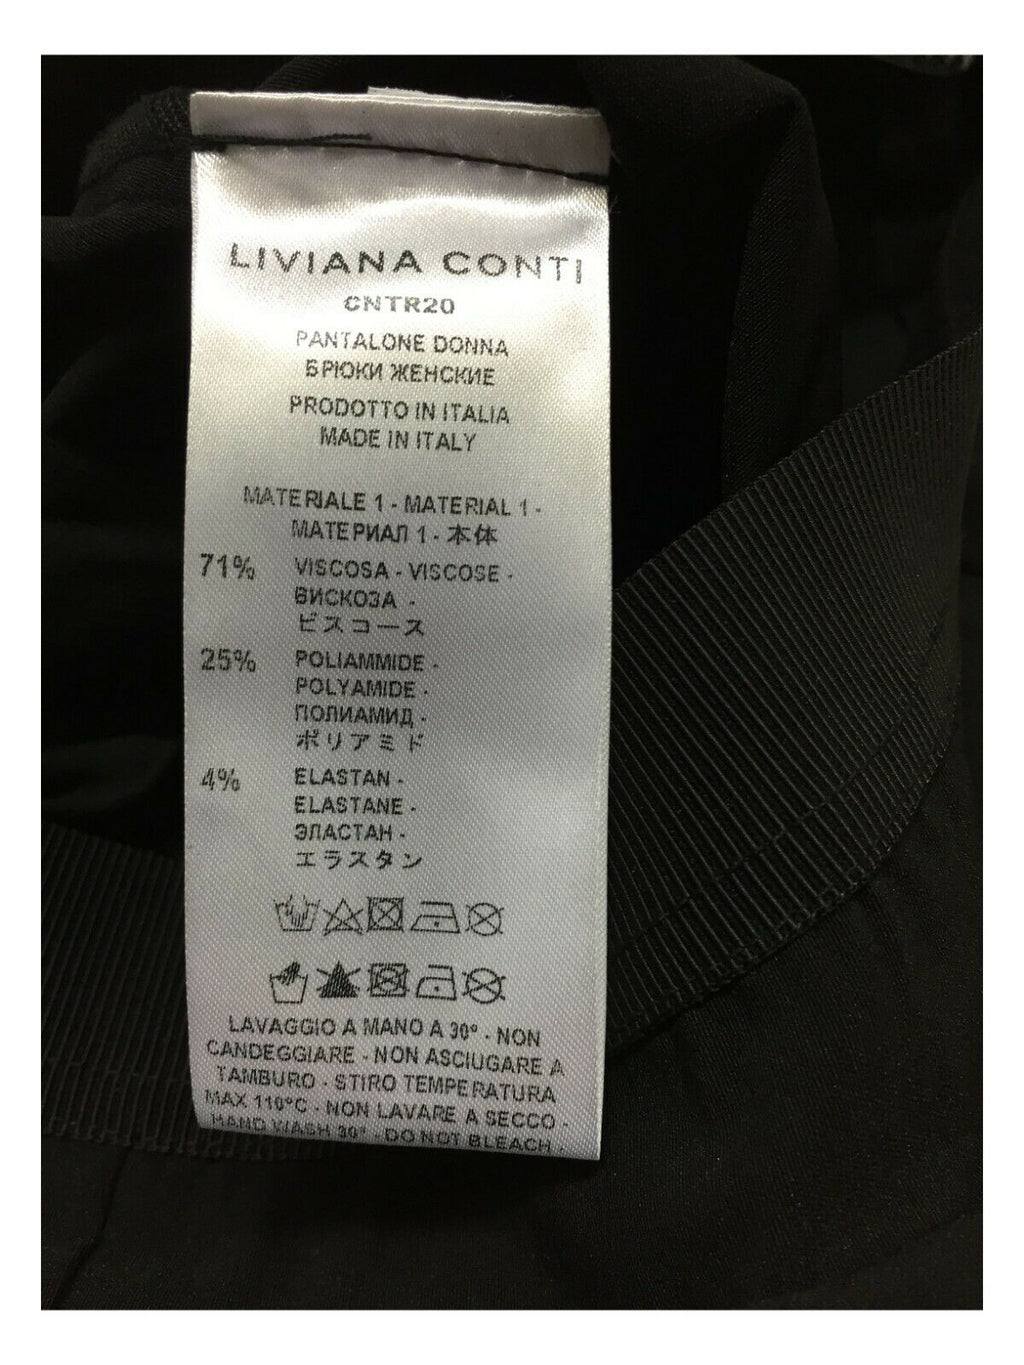 LIVIANA CONTI
CNTR20
PANTALONE DONNA
БРЮКИ ЖЕНСКИЕ
PRODOTTO IN ITALIA
MADE IN ITALY
MATERIALE 1 - MATERIAL 1 -
МАТЕРИАЛ 1 - 本体
71% VISCOSA - VISCOSE -
ВИСКОЗА -
ビスコース
25% POLIAMMIDE -
POLYAMIDE -
ПОЛИАМИД -
ポリアミド
4% ELASTAN -
ELASTANE -
ЭЛАСТАН -
エラスタン
LAVAGGIO A MANO A 30° - NON
CANDEGGIARE - NON ASCIUGARE A
TAMBURO - STIRO TEMPERATURA
MAX 110°C - NON LAVARE A SECCO -
HAND WASH 30° - DO NOT BLEACH -